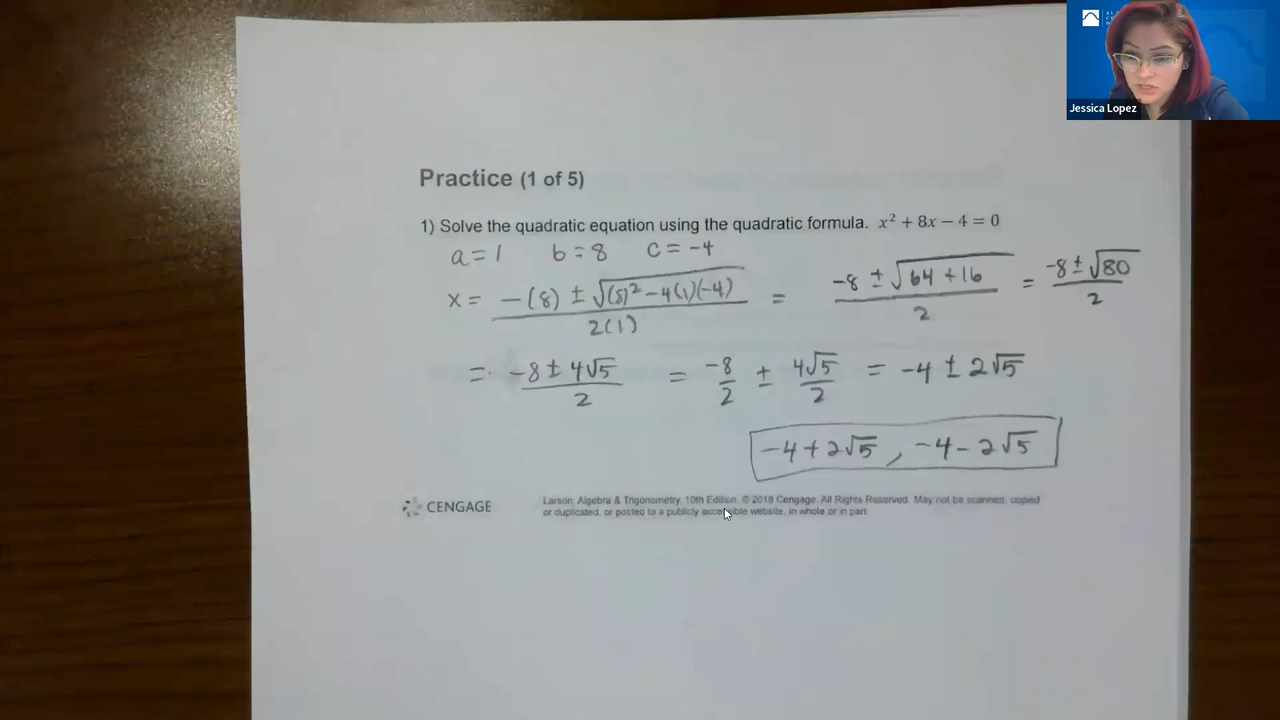 Jessica Lopez
Practice (1 of 5)
1) Solve the quadratic equation using the quadratic formula. x² + 8x − 4 = 0
a = 1 b = 8 c = -4
x = -(8) ± √(8)² - 4(1)(-4) / 2(1) = -8 ± √64 + 16 / 2 = -8 ± √80 / 2
= -8 ± 4√5 / 2 = -8/2 ± 4√5/2 = -4 ± 2√5
-4 + 2√5 , -4 - 2√5
CENGAGE
Larson, Algebra & Trigonometry, 10th Edition. © 2018 Cengage. All Rights Reserved. May not be scanned, copied
or duplicated, or posted to a publicly accessible website, in whole or in part.